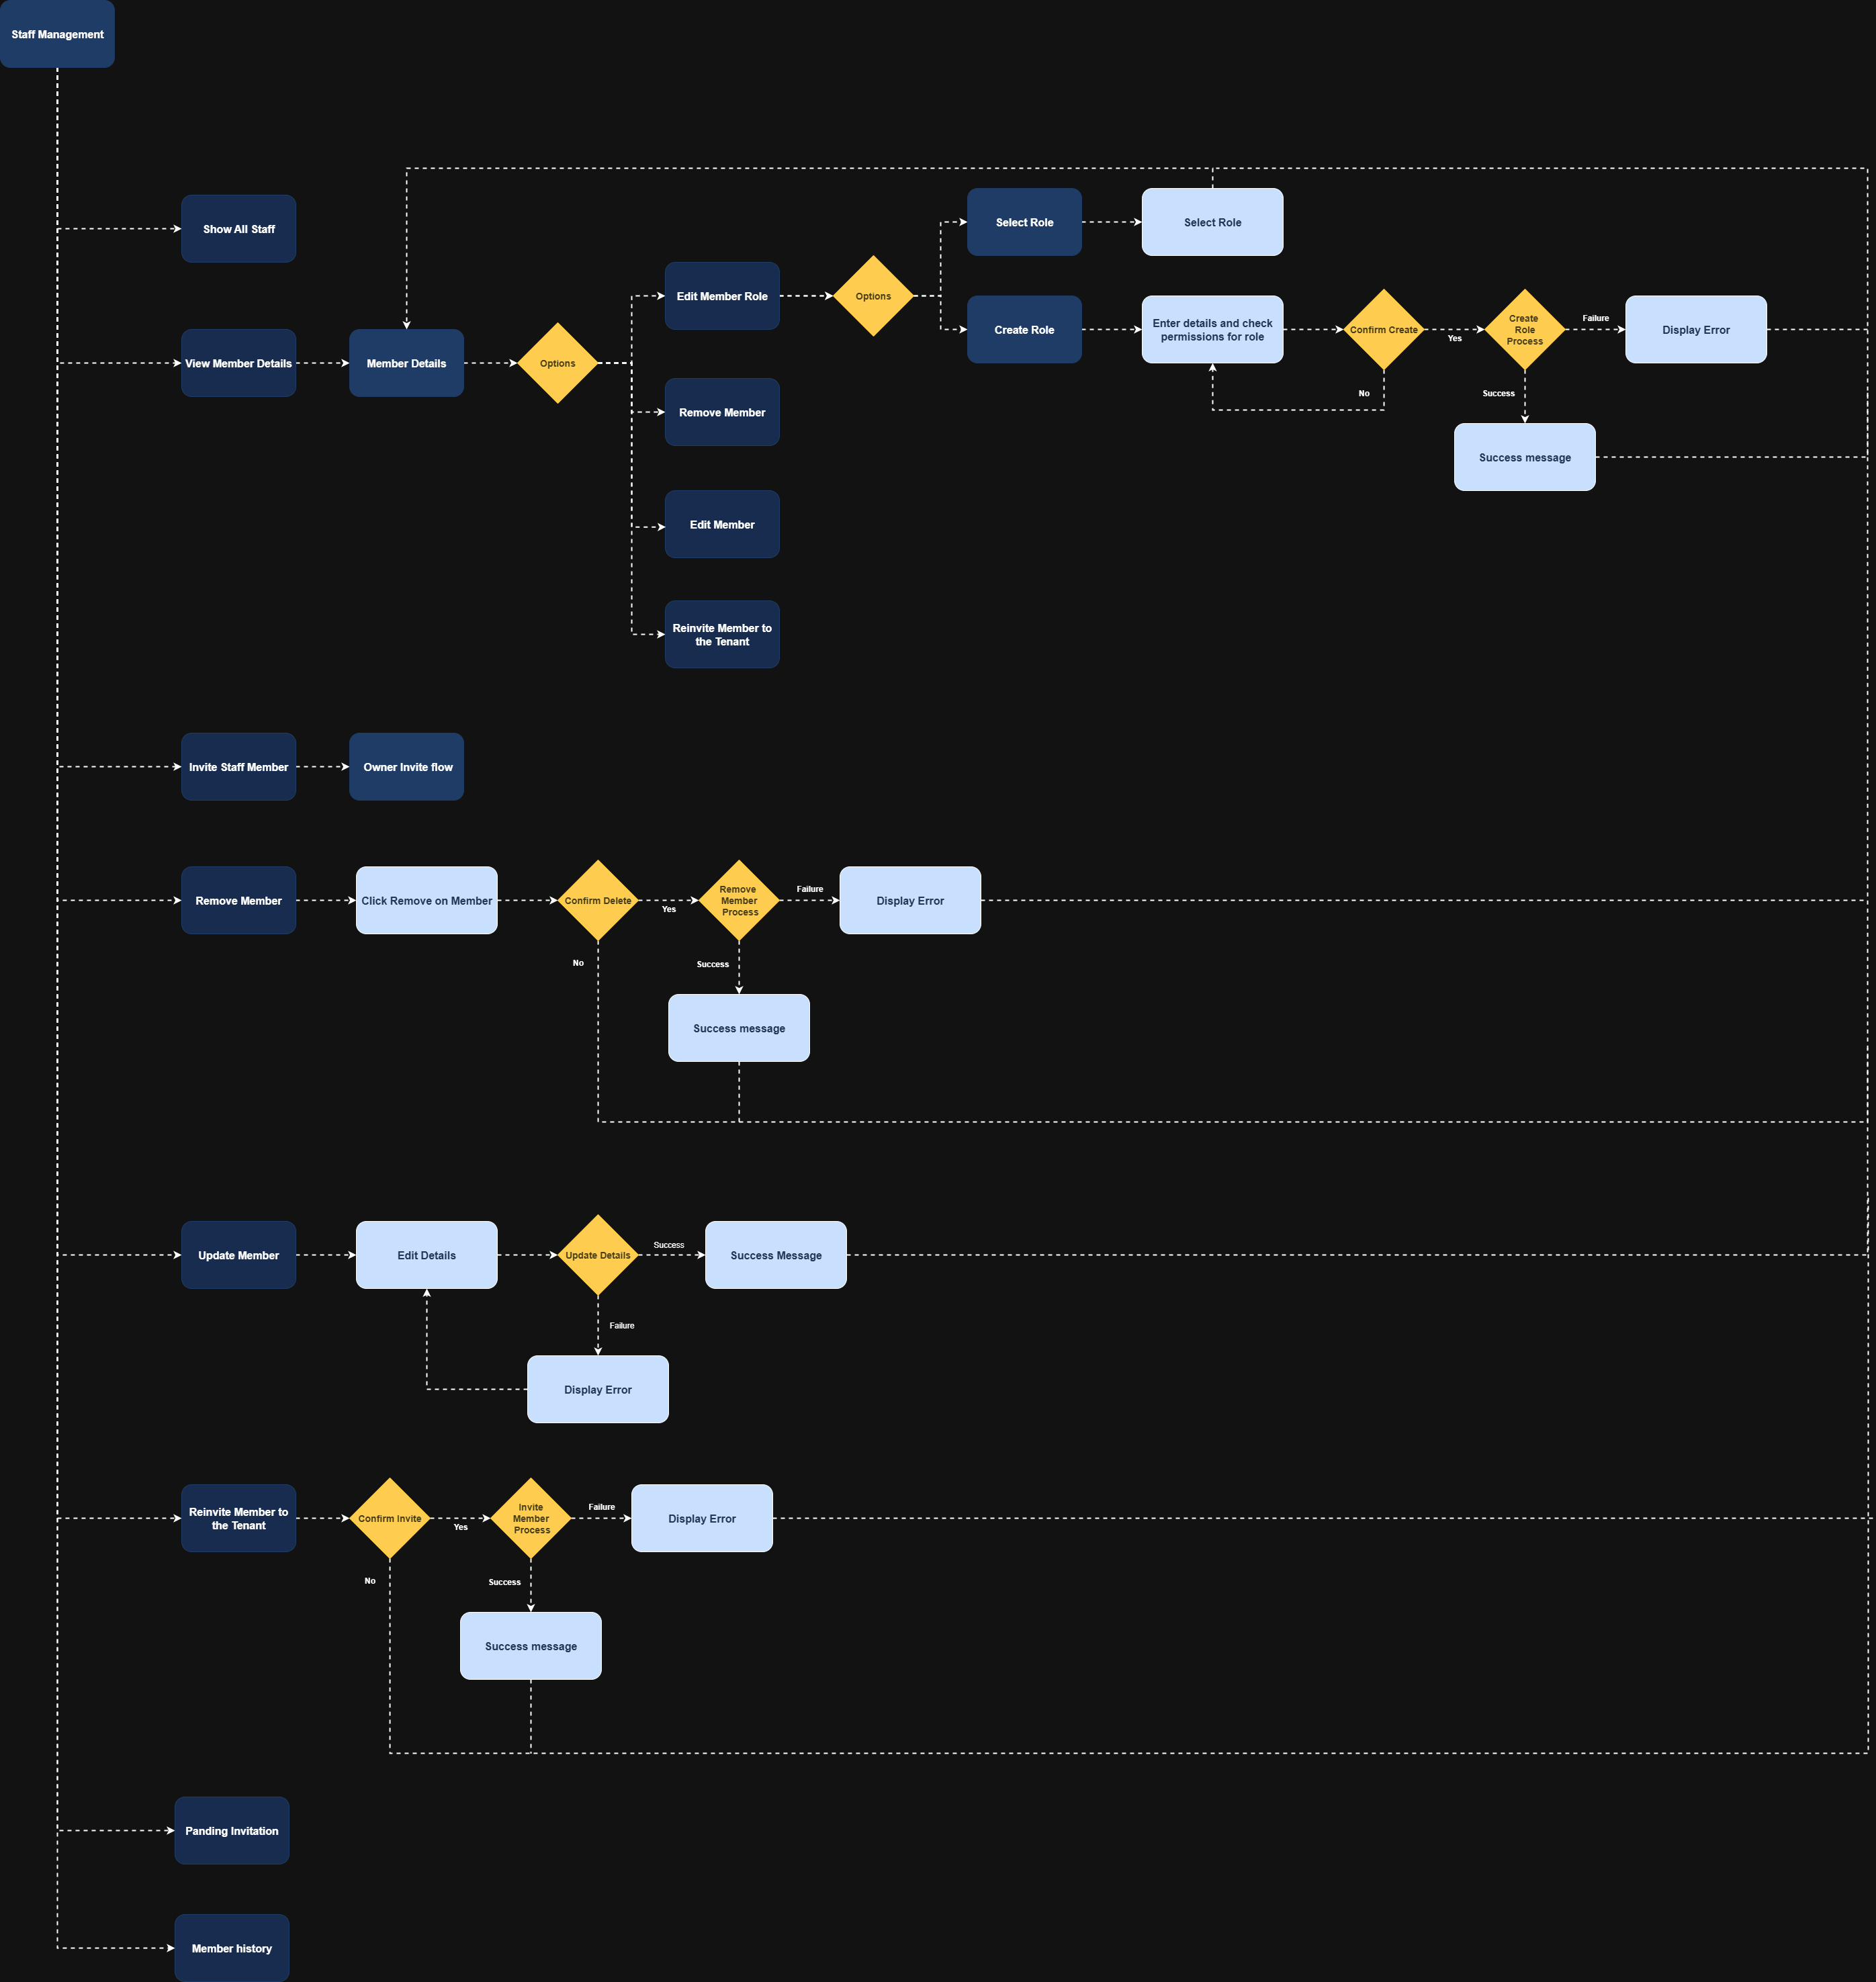 Staff Management
Show All Staff
Select Role
Select Role
Edit Member Role
Options
Create Role
Enter details and check
permissions for role
Confirm Create
Yes
Create
Role
Process
Failure
Display Error
View Member Details
Member Details
Options
No
Success
Remove Member
Success message
Edit Member
Reinvite Member to
the Tenant
Invite Staff Member
Owner Invite flow
Remove Member
Click Remove on Member
Confirm Delete
Yes
Remove
Member
Process
Failure
Display Error
No
Success
Success message
Update Member
Edit Details
Update Details
Success
Success Message
Failure
Display Error
Reinvite Member to
the Tenant
Confirm Invite
Yes
Invite
Member
Process
Failure
Display Error
No
Success
Success message
Panding Invitation
Member history